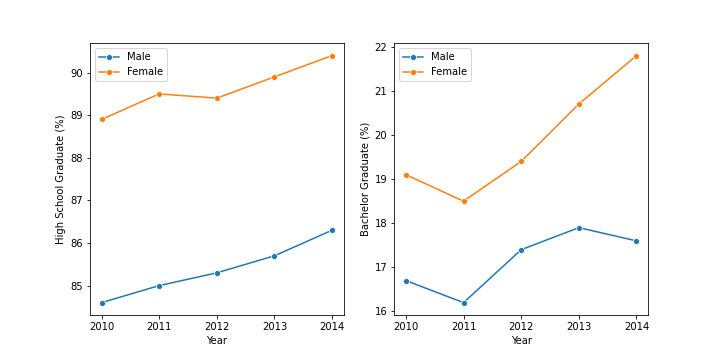 Male
Female
High School Graduate (%)
90
89
88
87
86
85
2010 2011 2012 2013 2014
Year
Male
Female
Bachelor Graduate (%)
22
21
20
19
18
17
16
2010 2011 2012 2013 2014
Year